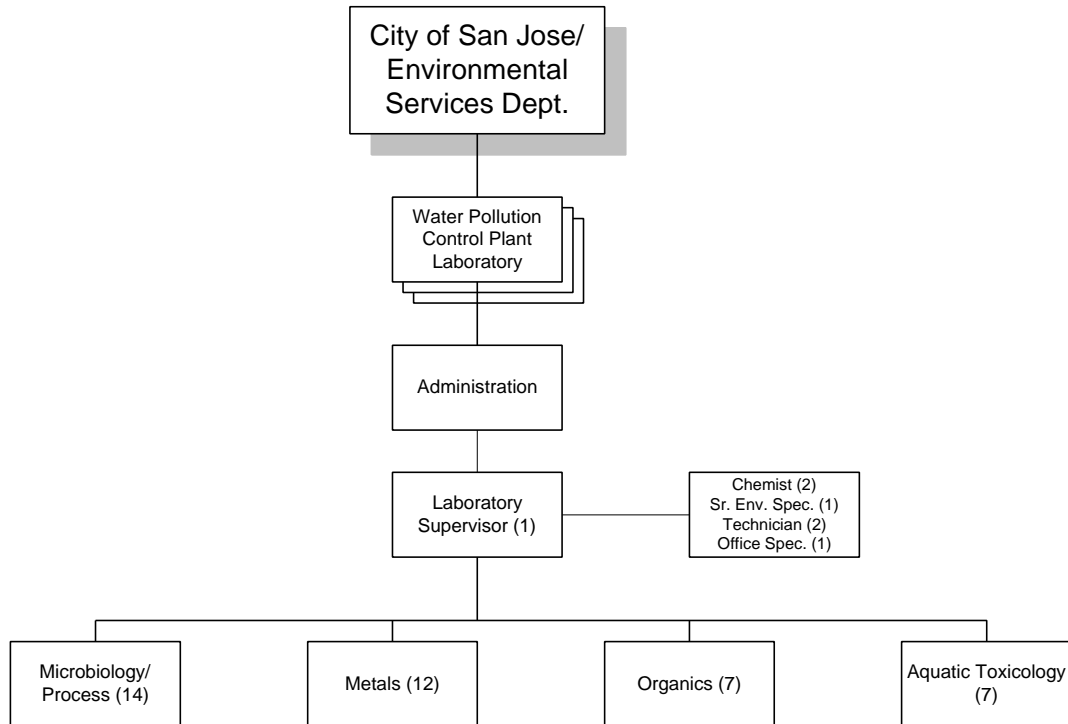 City of San Jose/
Environmental
Services Dept.
Water Pollution
Control Plant
Laboratory
Administration
Laboratory
Supervisor (1)
Chemist (2)
Sr. Env. Spec. (1)
Technician (2)
Office Spec. (1)
Microbiology/
Process (14)
Metals (12)
Organics (7)
Aquatic Toxicology
(7)